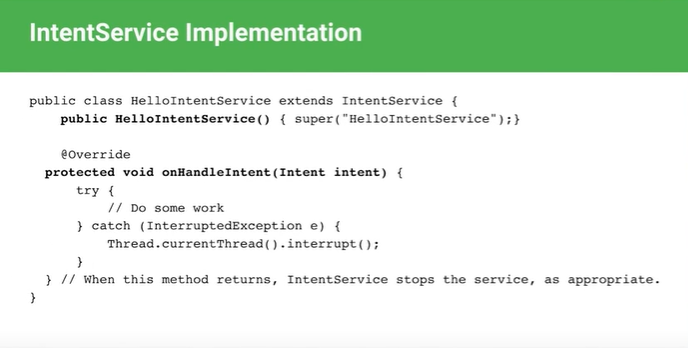 IntentService Implementation
public class HelloIntentService extends IntentService {
public HelloIntentService() { super("HelloIntentService");}
@Override
protected void onHandleIntent(Intent intent) {
try {
// Do some work
} catch (InterruptedException e) {
Thread.currentThread().interrupt();
}
} // When this method returns, IntentService stops the service, as appropriate.
}